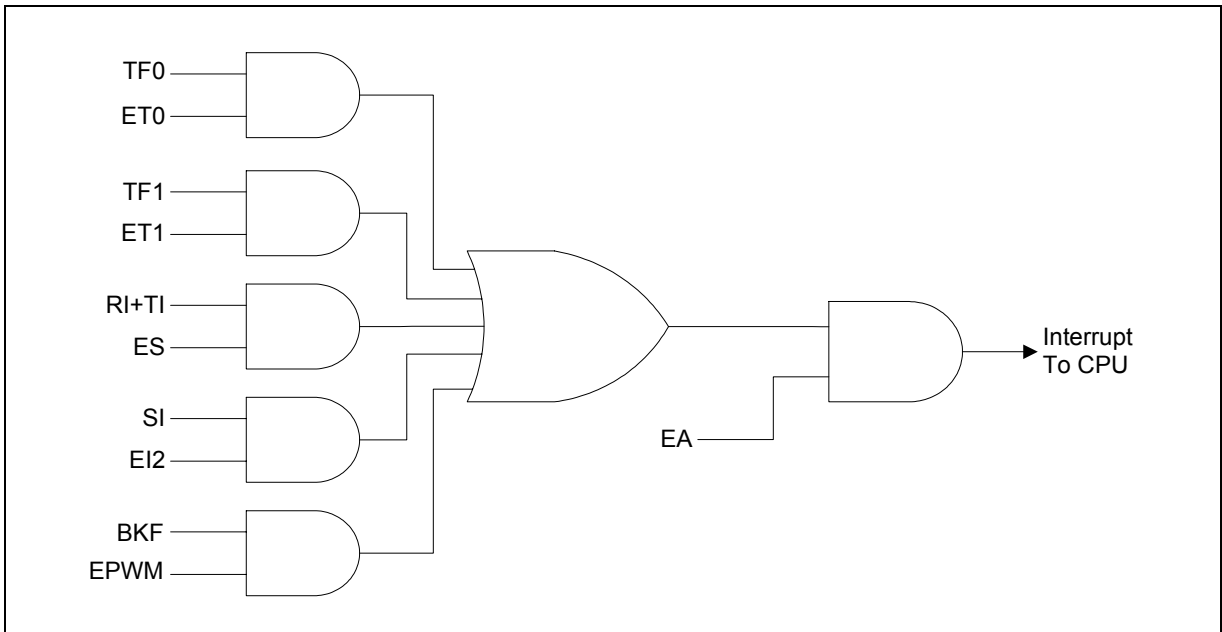 TF0
ET0
TF1
ET1
RI+TI
ES
SI
EI2
BKF
EPWM
EA
Interrupt
To CPU